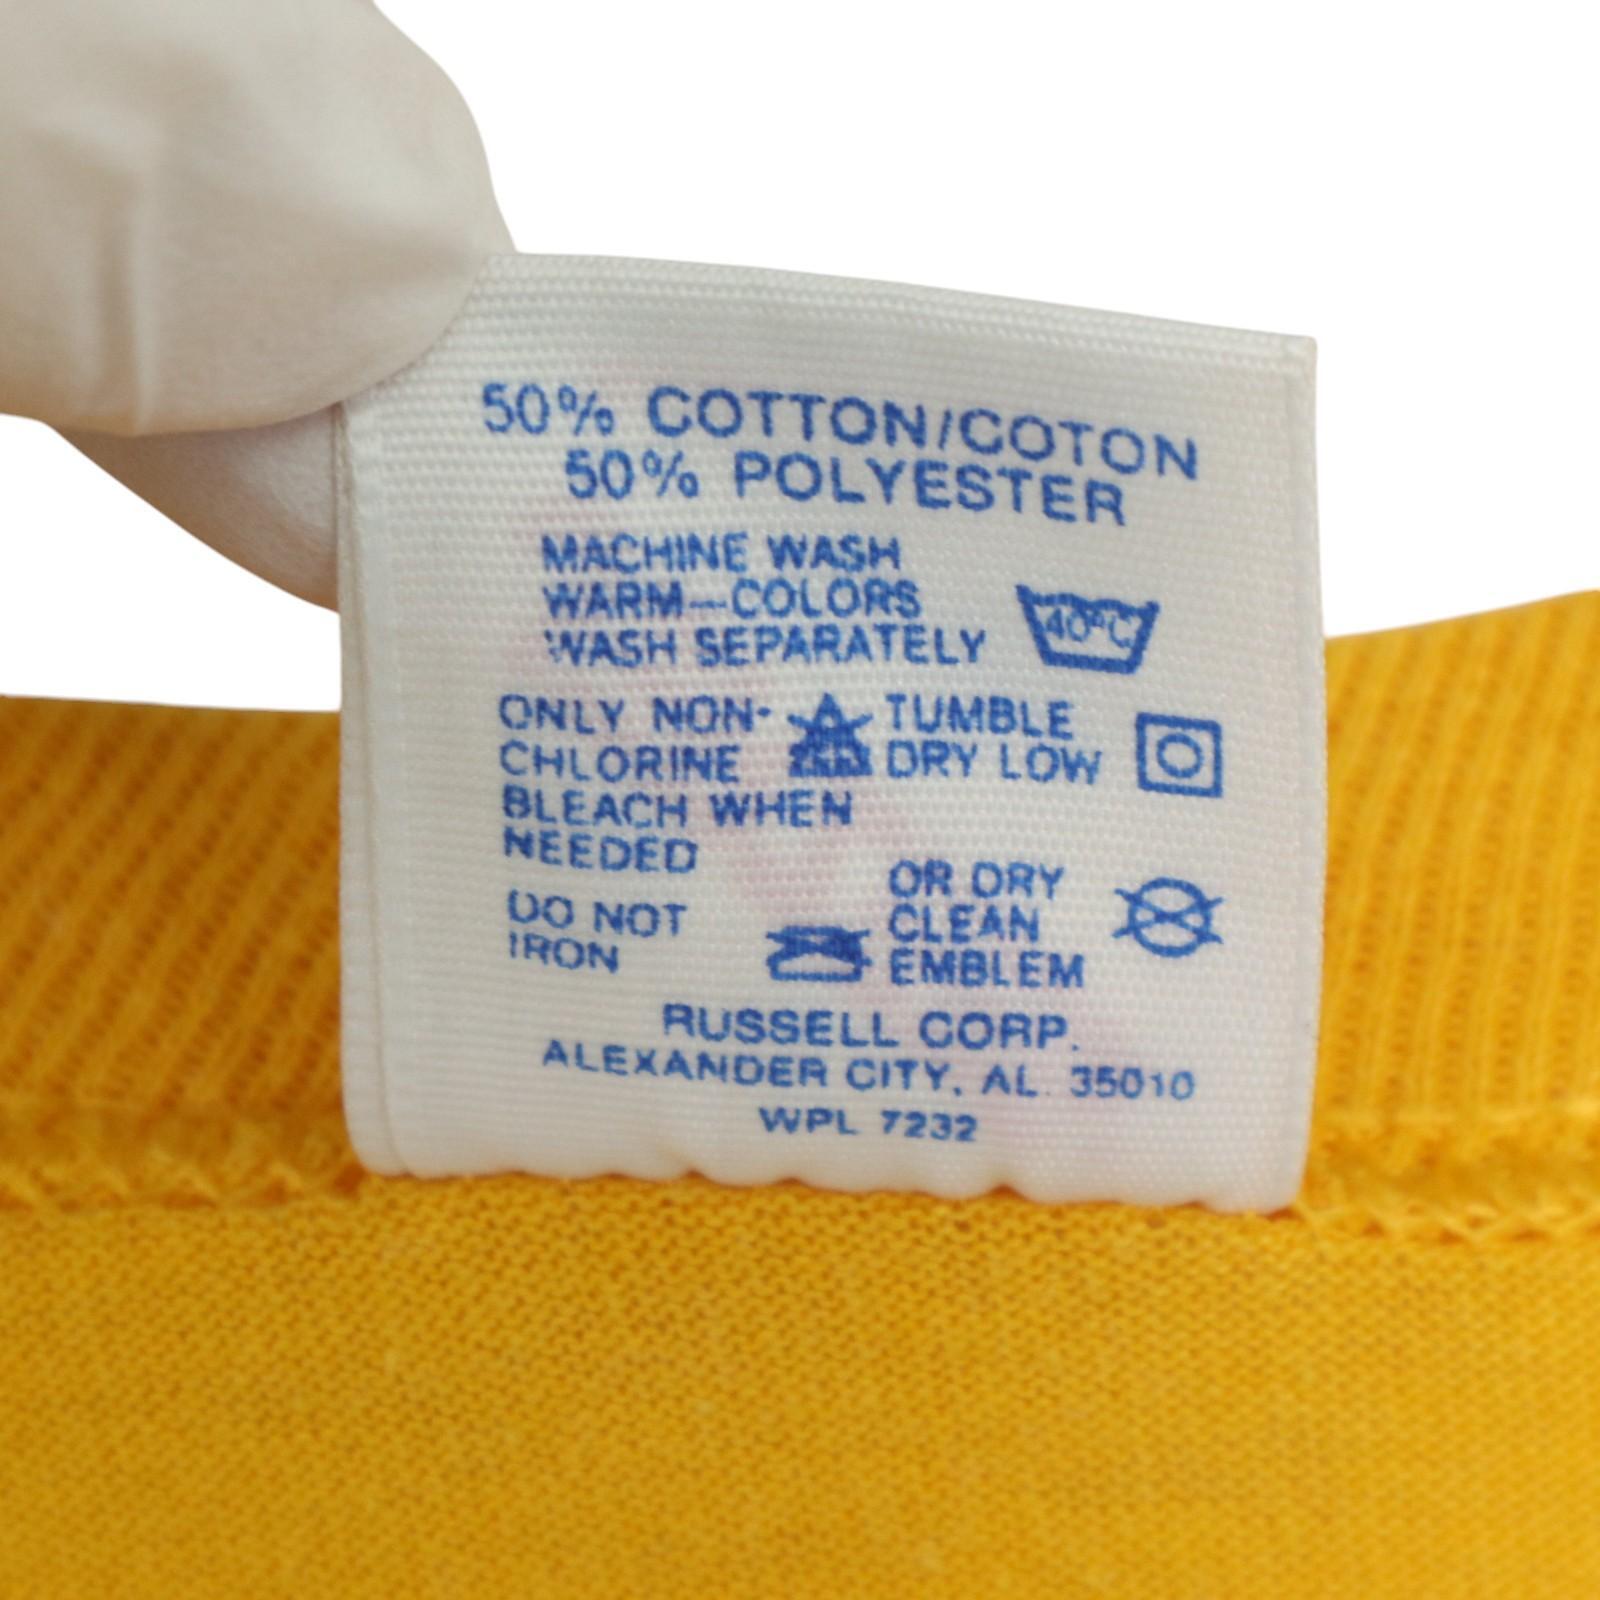 50% COTTON/COTON
50% POLYESTER
MACHINE WASH
WARM—COLORS
WASH SEPARATELY
40°C
ONLY NON-
CHLORINE
BLEACH WHEN
NEEDED
TUMBLE
DRY LOW
DO NOT
IRON
OR DRY
CLEAN
EMBLEM
RUSSELL CORP.
ALEXANDER CITY, AL. 35010
WPL 7232